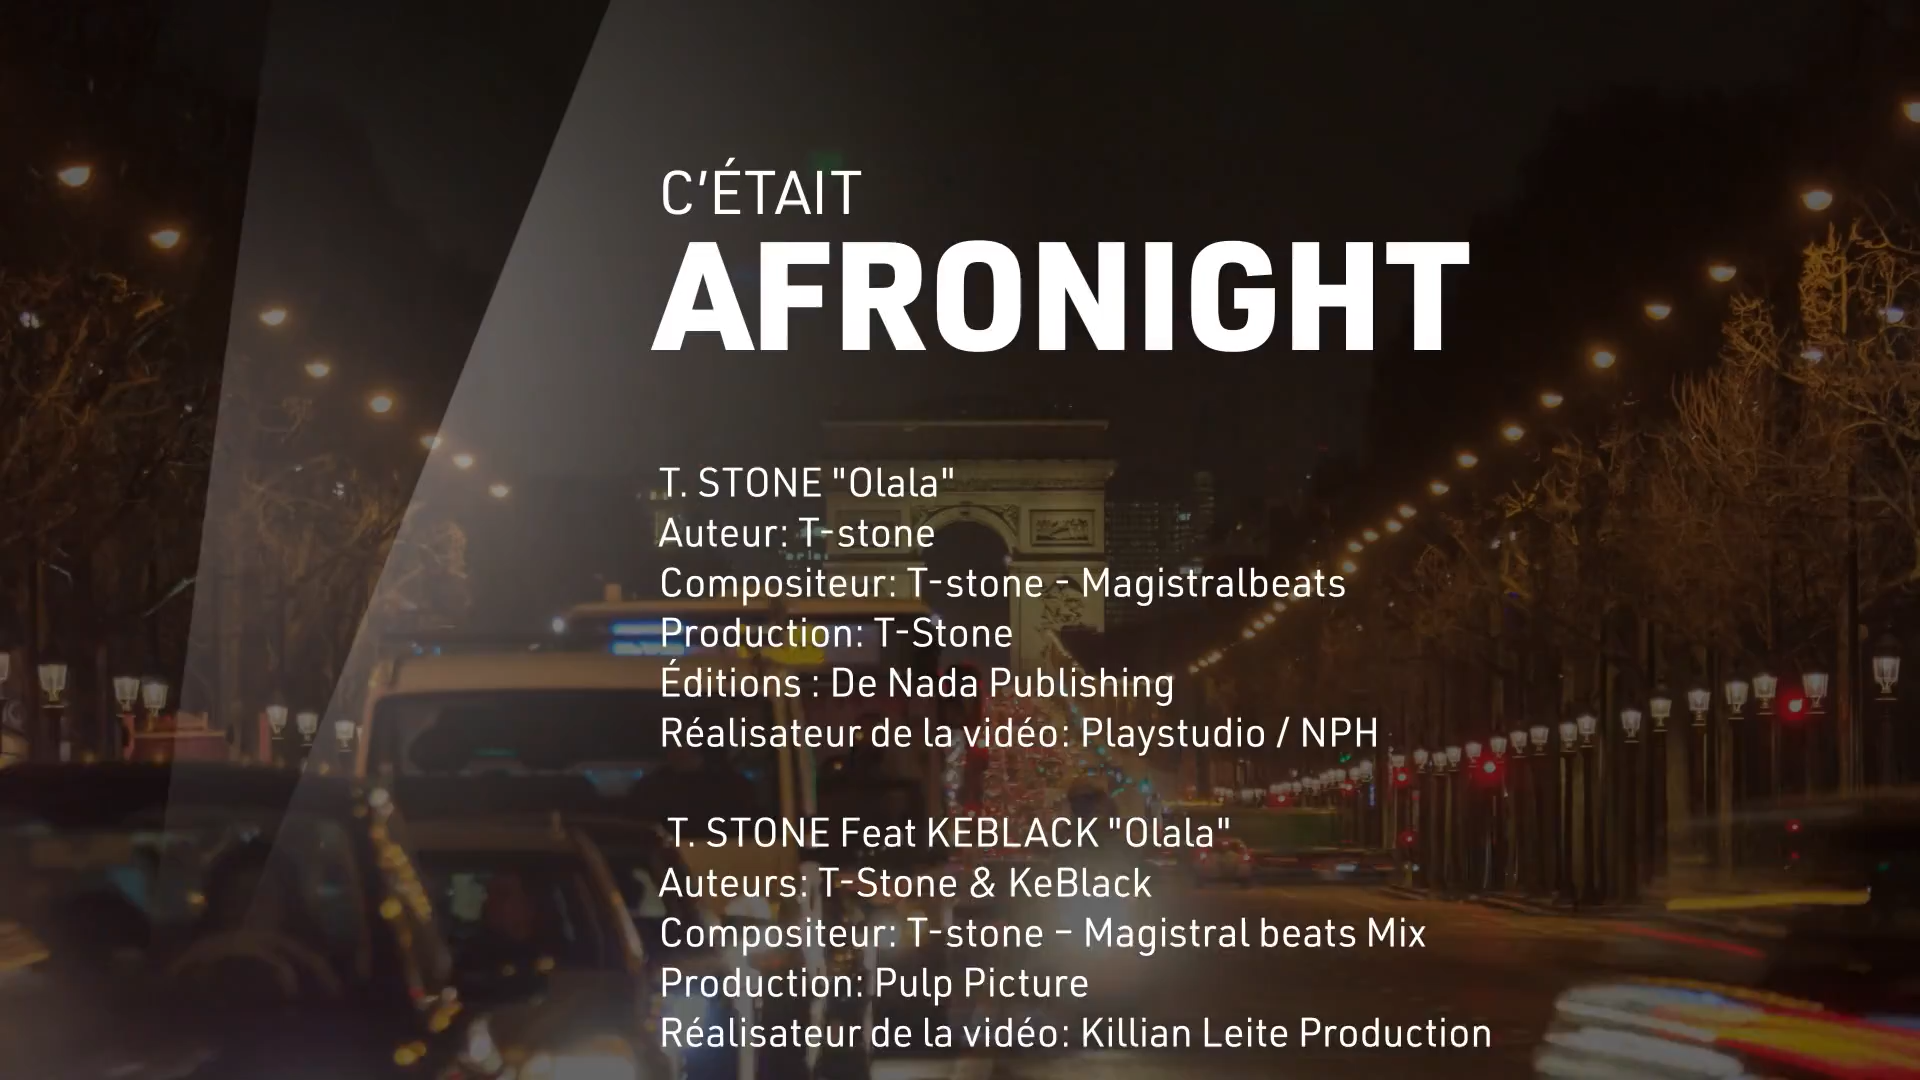 C'ÉTAIT
AFRONIGHT
T. STONE "Olala"
Auteur: T-stone
Compositeur: T-stone - Magistralbeats
Production: T-Stone
Éditions : De Nada Publishing
Réalisateur de la vidéo: Playstudio / NPH
T. STONE Feat KEBLACK "Olala"
Auteurs: T-Stone & KeBlack
Compositeur: T-stone – Magistral beats Mix
Production: Pulp Picture
Réalisateur de la vidéo: Killian Leite Production